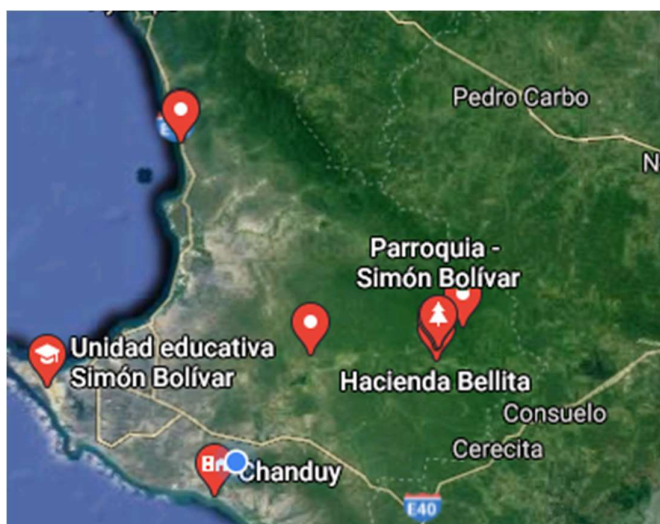 Pedro Carbo
N
Parroquia -
Simón Bolívar
Unidad educativa
Simón Bolívar
Hacienda Bellita
Consuelo
Cerecita
Chanduy
E40